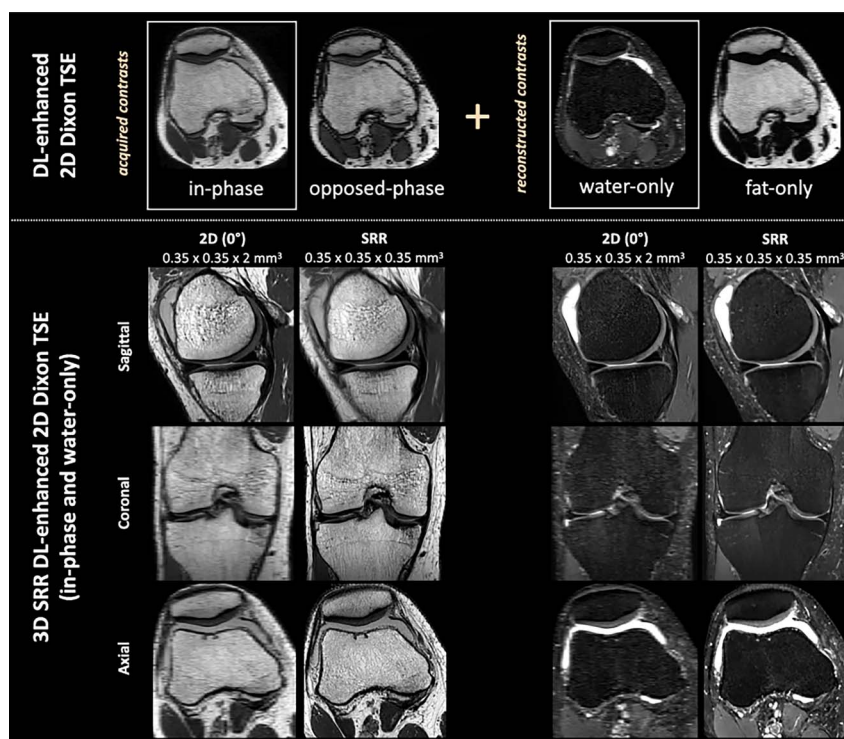 DL-enhanced
2D Dixon TSE
acquired contrasts
in-phase
opposed-phase
+
reconstructed contrasts
water-only
fat-only
3D SRR DL-enhanced 2D Dixon TSE
(in-phase and water-only)
2D (0°)
0.35 x 0.35 x 2 mm³
SRR
0.35 x 0.35 x 0.35 mm³
2D (0°)
0.35 x 0.35 x 2 mm³
SRR
0.35 x 0.35 x 0.35 mm³
Sagittal
Coronal
Axial